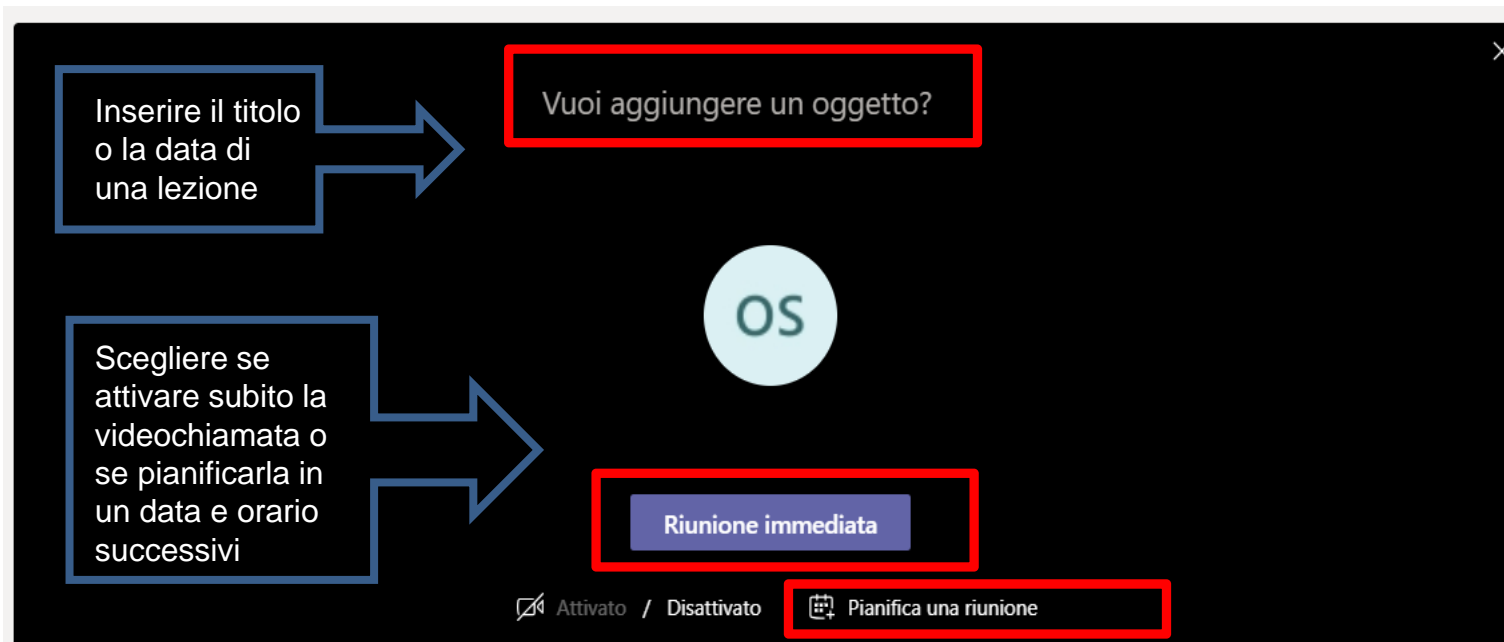 Inserire il titolo
o la data di
una lezione
Vuoi aggiungere un oggetto?
OS
Scegliere se
attivare subito la
videochiamata o
se pianificarla in
un data e orario
successivi
Riunione immediata
Attivato / Disattivato
Pianifica una riunione